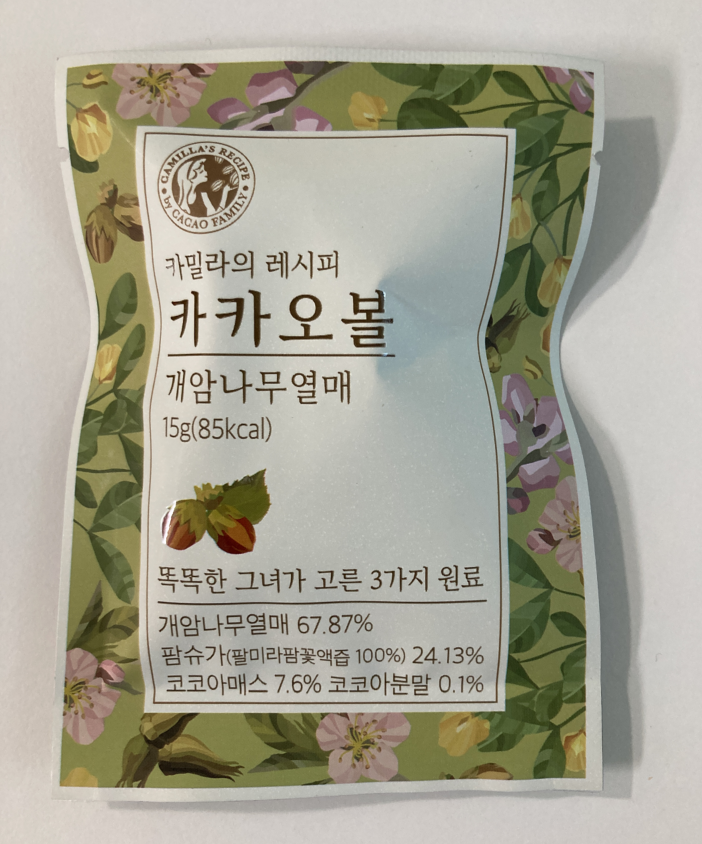 CAMILLA'S RECIPE
by CACAO FAMILY
카밀라의 레시피
카카오볼
개암나무열매
15g(85kcal)
똑똑한 그녀가 고른 3가지 원료
개암나무열매 67.87%
팜슈가(팔미라팜꽃액즙 100%) 24.13%
코코아매스 7.6% 코코아분말 0.1%